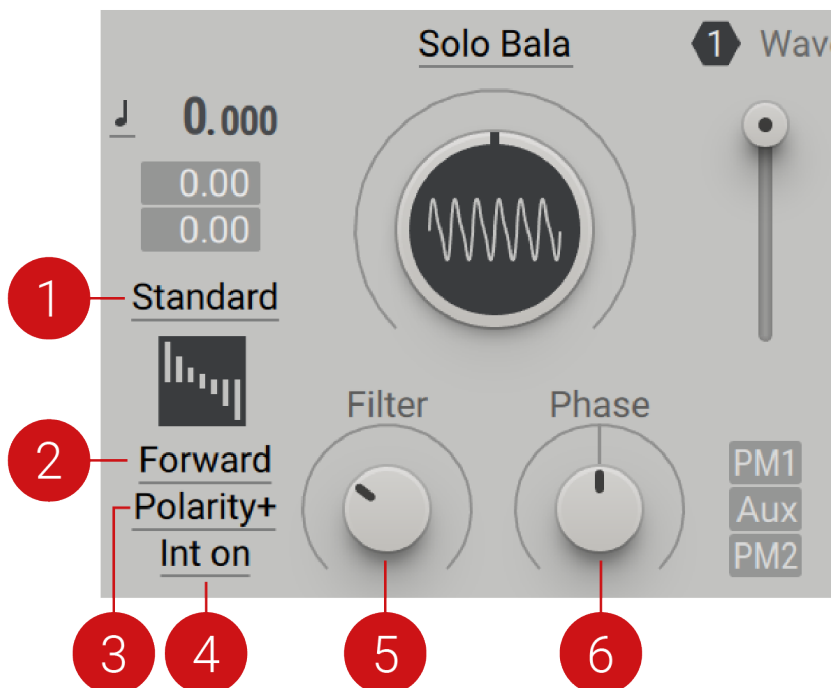 Solo Bala
1
♩ 0.000
0.00
0.00
1
Standard
Filter
Phase
2
Forward
PM1
Polarity+
Aux
Int on
PM2
3
4
5
6